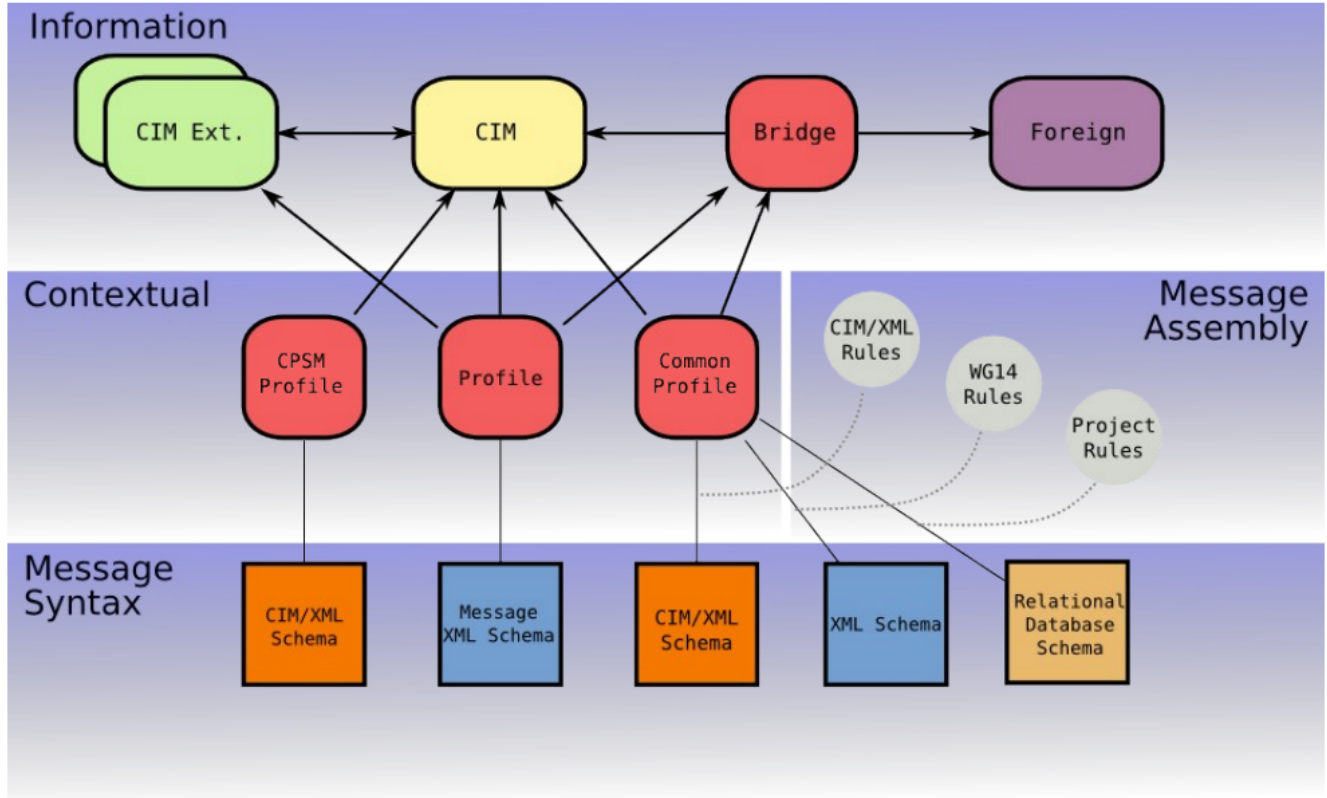 Information
CIM Ext.
CIM
Bridge
Foreign
Contextual
Message
Assembly
CPSM
Profile
Profile
Common
Profile
CIM/XML
Rules
WG14
Rules
Project
Rules
Message
Syntax
CIM/XML
Schema
Message
XML Schema
CIM/XML
Schema
XML Schema
Relational
Database
Schema